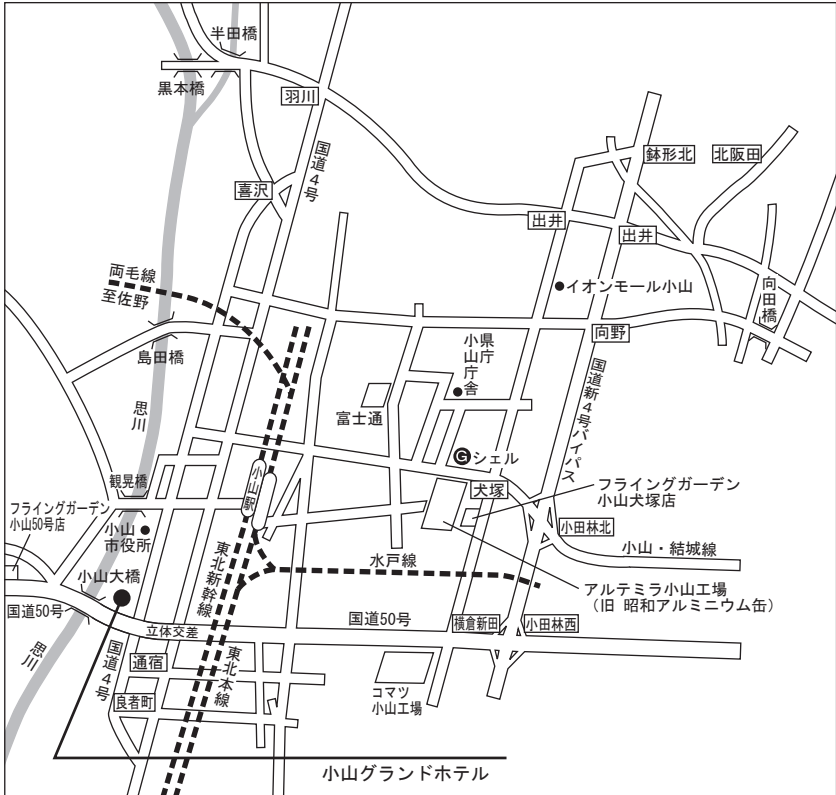 半田橋
黒本橋
羽川
国道4号
鉢形北
北阪田
喜沢
出井
出井
両毛線
至佐野
イオンモール小山
向田橋
島田橋
小山
県庁
庁舎
向野
国道新4号バイパス
富士通
思川
G
シェル
観晃橋
小山駅
犬塚
フライングガーデン
小山犬塚店
フライングガーデン
小山50号店
小山
市役所
小田林北
小山・結城線
東北新幹線
水戸線
小山大橋
アルテミラ小山工場
(旧 昭和アルミニウム缶)
国道50号
国道50号
横倉新田
小田林西
立体交差
思川
国道4号
通宿
東北本線
良者町
コマツ
小山工場
小山グランドホテル